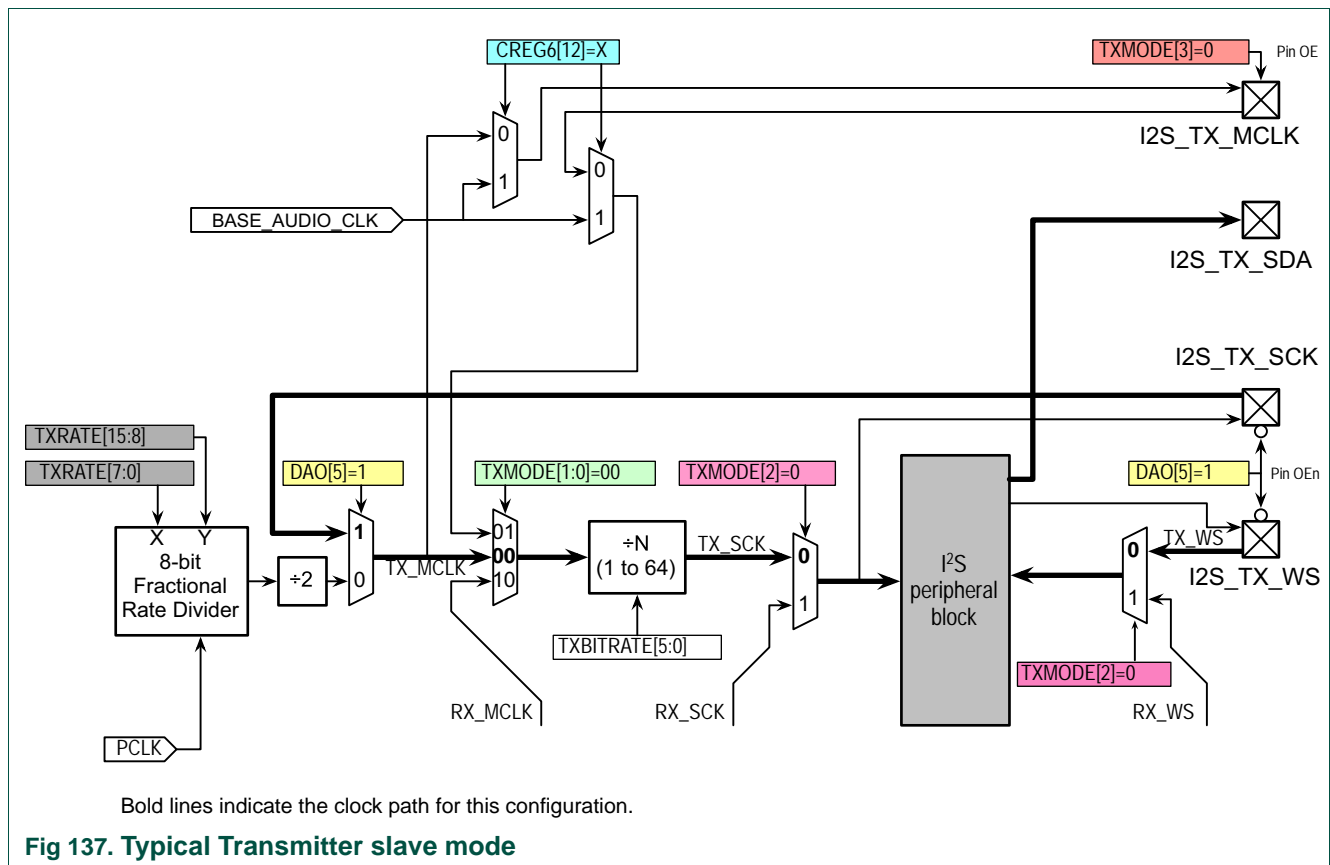 CREG6[12]=X
TXMODE[3]=0
Pin OE
0
1
I2S_TX_MCLK
0
1
BASE_AUDIO_CLK
I2S_TX_SDA
I2S_TX_SCK
TXRATE[15:8]
TXRATE[7:0]
DAO[5]=1
TXMODE[1:0]=00
TXMODE[2]=0
DAO[5]=1
Pin OEn
X Y
8-bit
Fractional
Rate Divider
÷2
1
0
TX_MCLK
01
00
10
÷N
(1 to 64)
TX_SCK
0
1
I²S
peripheral
block
0
1
TX_WS
I2S_TX_WS
TXBITRATE[5:0]
TXMODE[2]=0
RX_MCLK
RX_SCK
RX_WS
PCLK
Bold lines indicate the clock path for this configuration.
Fig 137. Typical Transmitter slave mode